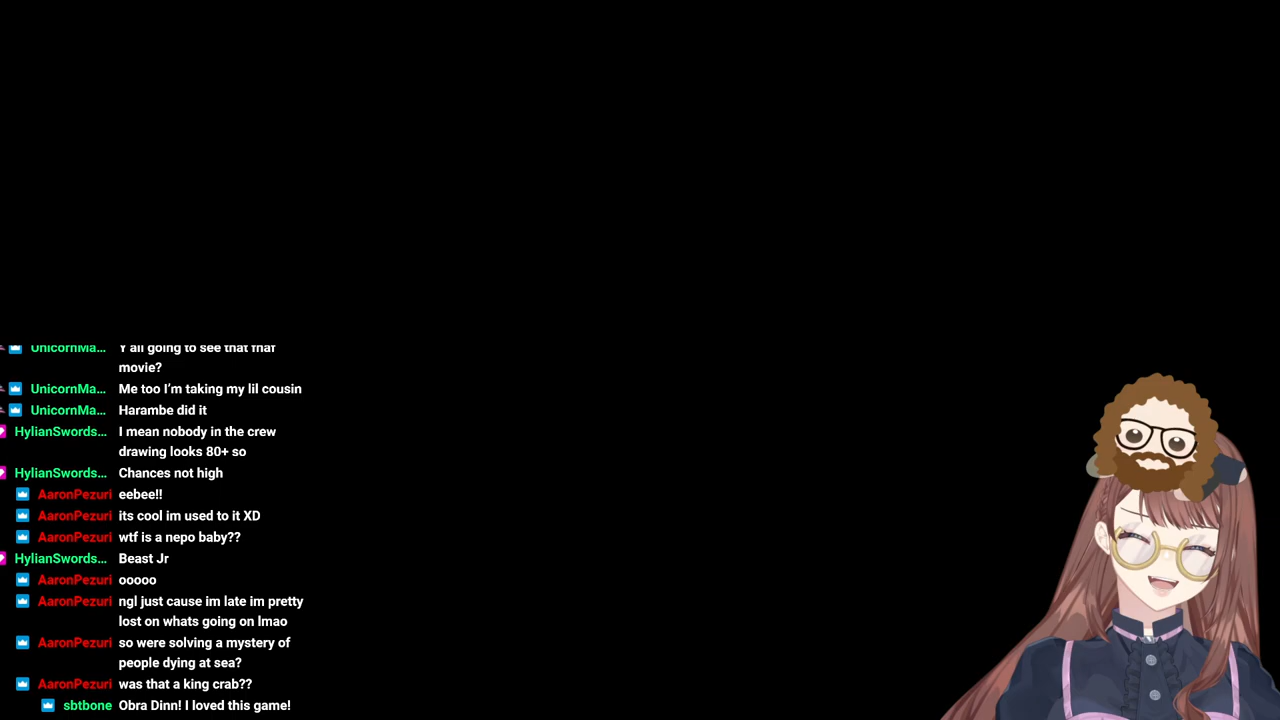 UnicornMa... Y'all going to see that fnaf
movie?
UnicornMa... Me too I'm taking my lil cousin
UnicornMa... Harambe did it
HylianSwords... I mean nobody in the crew
drawing looks 80+ so
HylianSwords... Chances not high
AaronPezuri eebee!!
AaronPezuri its cool im used to it XD
AaronPezuri wtf is a nepo baby??
HylianSwords... Beast Jr
AaronPezuri ooooo
AaronPezuri ngl just cause im late im pretty
lost on whats going on lmao
AaronPezuri so were solving a mystery of
people dying at sea?
AaronPezuri was that a king crab??
sbtbone Obra Dinn! I loved this game!